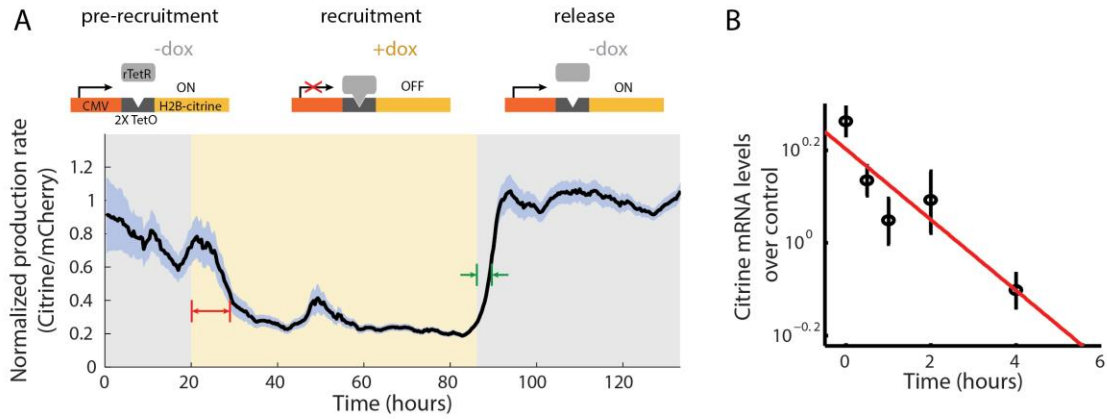 A
pre-recruitment
recruitment
release
-dox
+dox
-dox
rTetR
ON
OFF
ON
CMV
H2B-citrine
2X TetO
Normalized production rate
(Citrine/mCherry)
1.2
1
0.8
0.6
0.4
0.2
0
0 20 40 60 80 100 120
Time (hours)
B
Citrine mRNA levels
over control
10^0.2
10^0
10^-0.2
0 2 4 6
Time (hours)